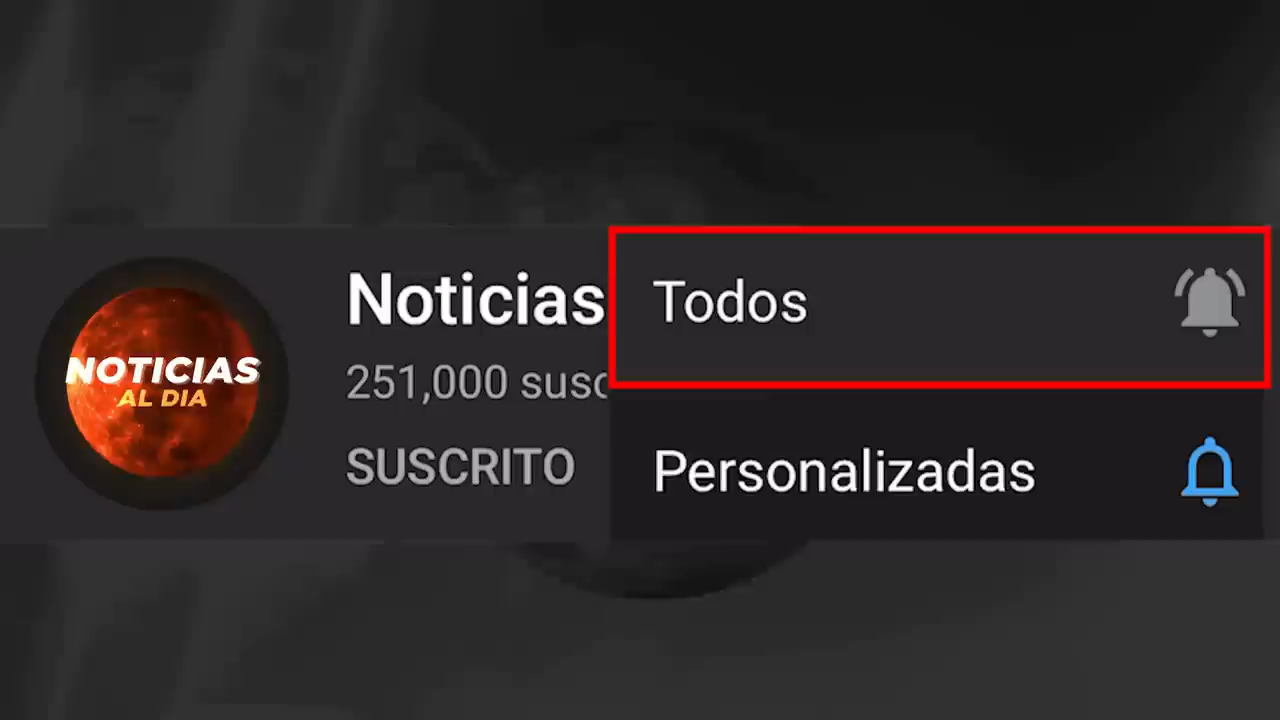 NOTICIAS
AL DIA
Noticias
251,000 susc
SUSCRITO
Todos
Personalizadas